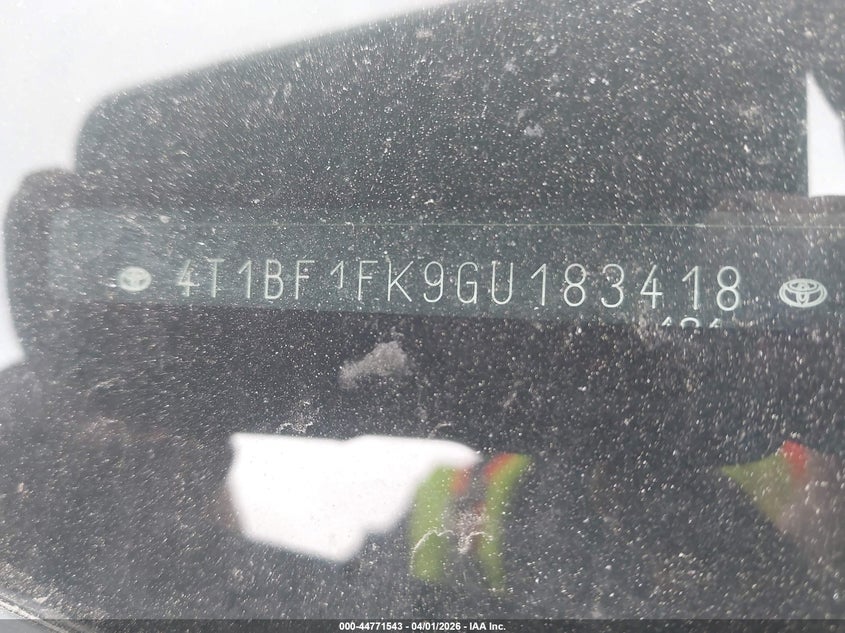 4T1BF1FK9GU183418
000-44771543 - 04/01/2026 - IAA Inc.